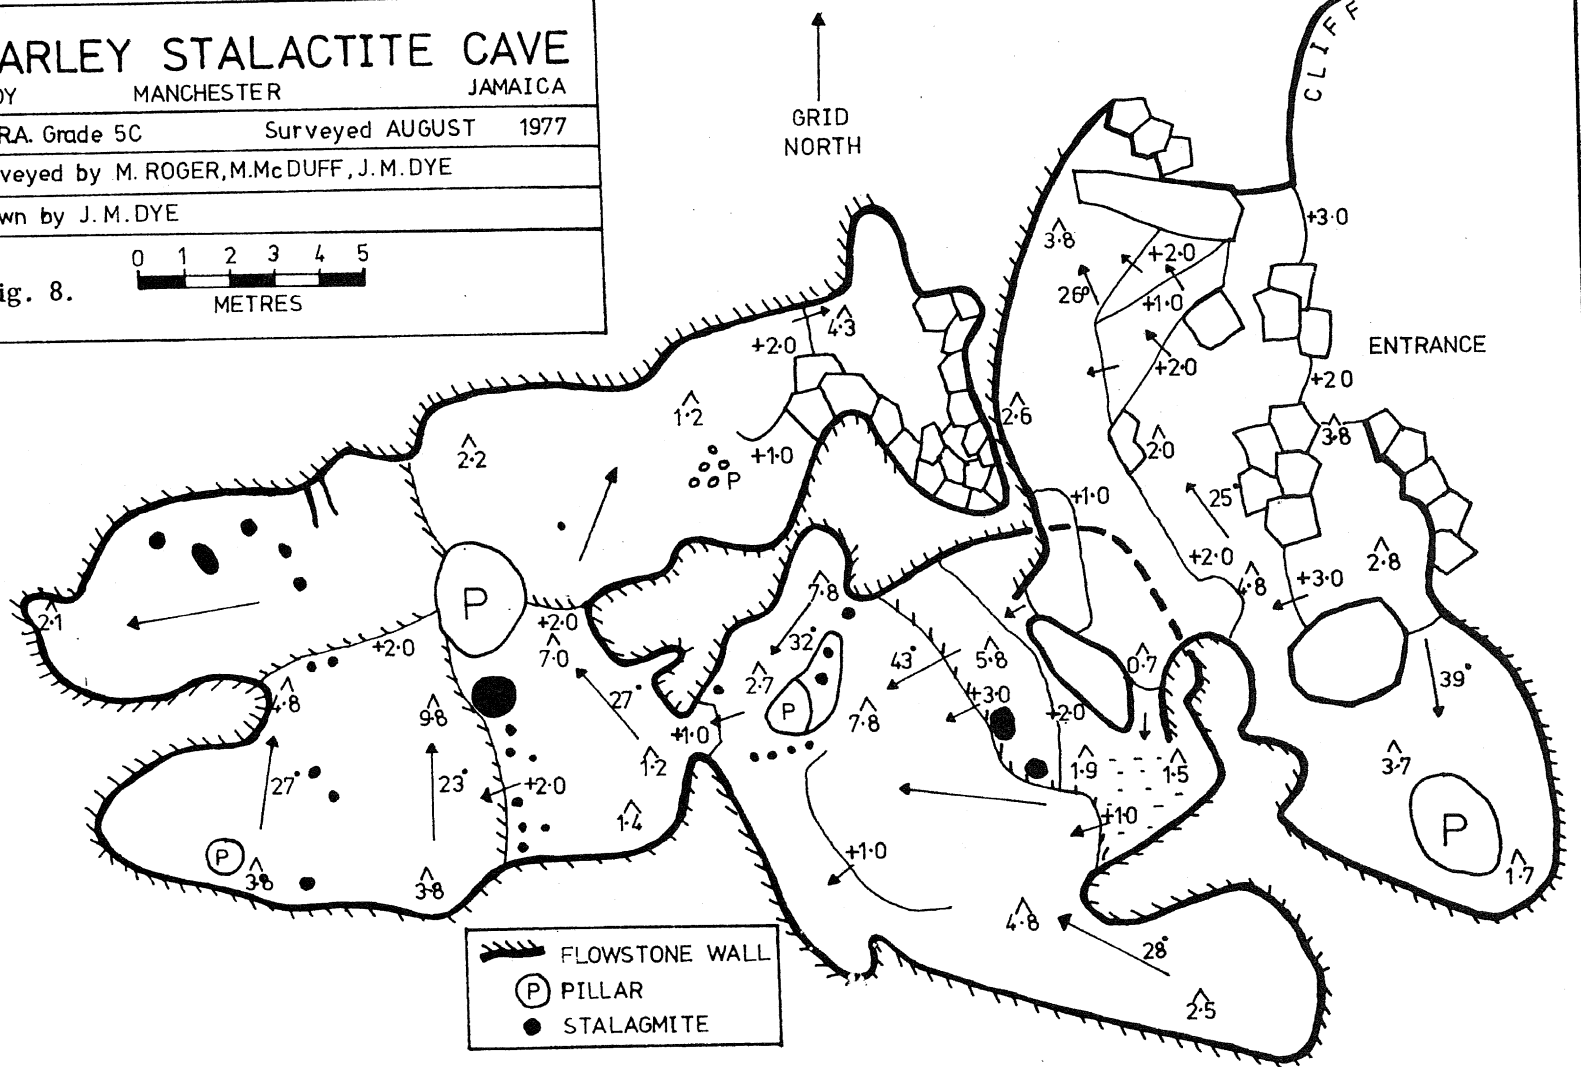 ARLEY STALACTITE CAVE
DY MANCHESTER JAMAICA
R.A. Grade 5C Surveyed AUGUST 1977
veyed by M. ROGER, M.McDUFF, J.M.DYE
wn by J.M.DYE
0 1 2 3 4 5
METRES
ig. 8.
GRID
NORTH
CLIFF
ENTRANCE
+3·0
3·8
+2·0
26°
+1·0
+2·0
+2·0
2·6
3·8
2·0
25°
+1·0
+2·0
4·8
+3·0
2·8
39°
3·7
P
1·7
4·3
+2·0
1·2
+1·0
P
2·2
2·1
P
+2·0
+2·0
7·0
4·8
9·8
27°
23°
+2·0
27°
+1·0
1·2
1·4
P
3·8
3·8
7·8
32°
2·7
P
7·8
43°
5·8
+3·0
+2·0
0·7
1·9
1·5
+1·0
+1·0
4·8
28°
2·5
FLOWSTONE WALL
P PILLAR
STALAGMITE